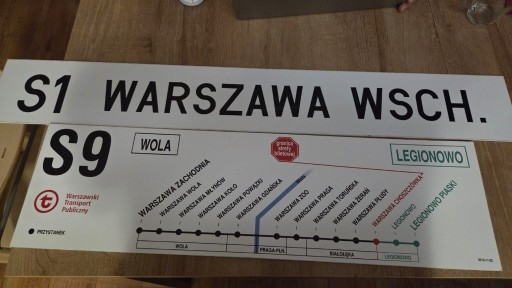 S1 WARSZAWA WSCH.
S9
WOLA
granica strefy biletowej
LEGIONOWO
Warszawski
Transport
Publiczny
PRZYSTANEK
WARSZAWA ZACHODNIA
WARSZAWA WOLA
WARSZAWA MŁYNÓW
WARSZAWA KOŁO
WARSZAWA POWĄZKI
WARSZAWA GDAŃSKA
WARSZAWA ZOO
WARSZAWA PRAGA
WARSZAWA TORUŃSKA
WARSZAWA ŻERAŃ
WARSZAWA PŁUDY
WARSZAWA CHOSZCZÓWKA
LEGIONOWO
LEGIONOWO PIASKI
WOLA
PRAGA-PŁN.
BIAŁOŁĘKA
LEGIONOWO